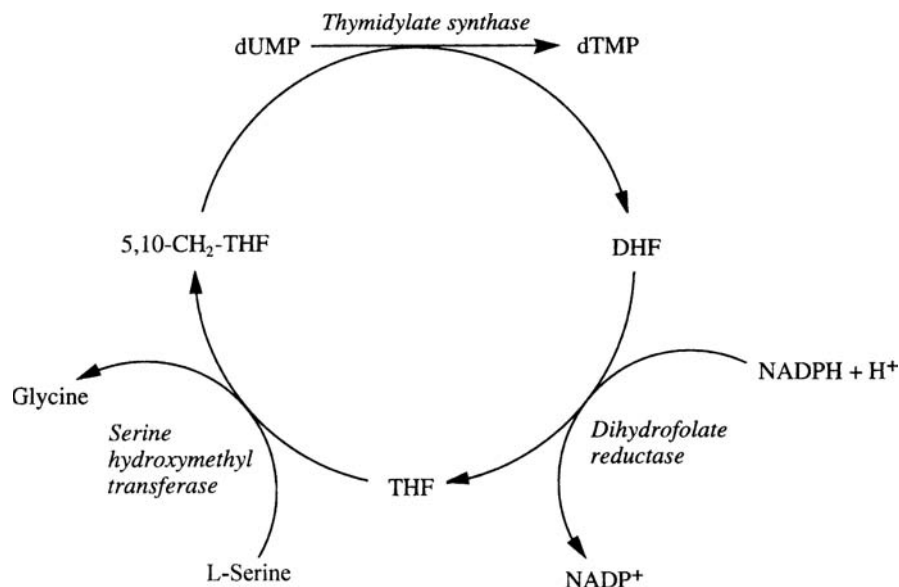 Thymidylate synthase
dUMP
dTMP
5,10-CH₂-THF
DHF
NADPH + H⁺
Glycine
Serine
hydroxymethyl
transferase
Dihydrofolate
reductase
THF
L-Serine
NADP⁺